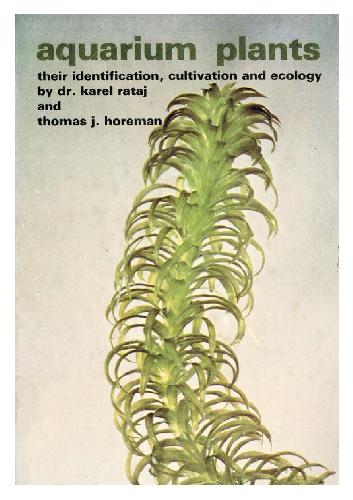 aquarium plants
their identification, cultivation and ecology
by dr. karel rataj
and
thomas j. horeman